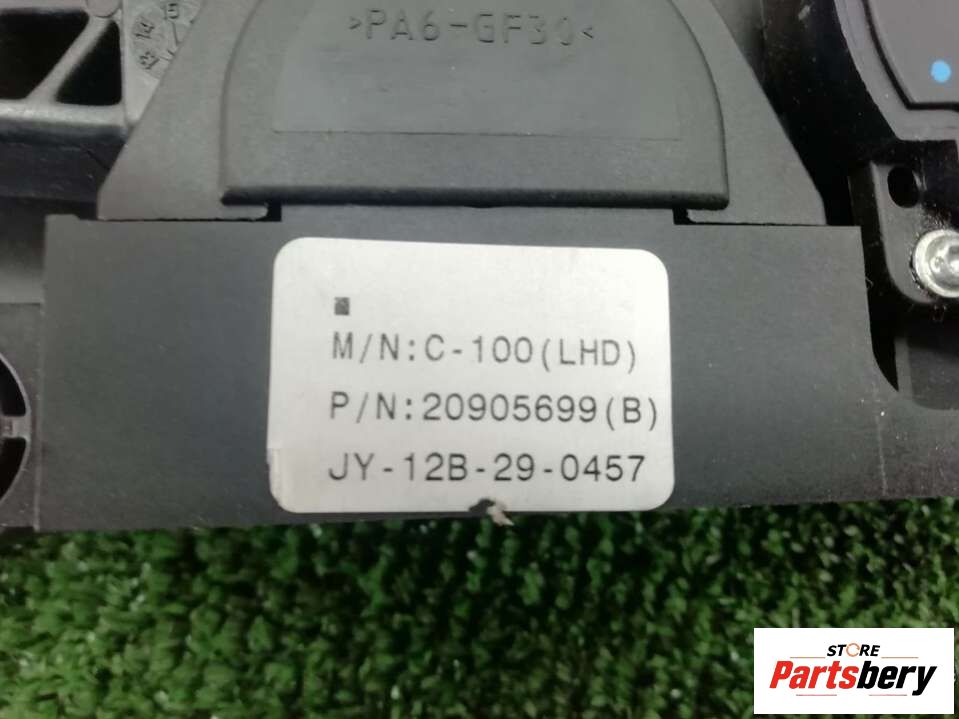 >PA6-GF30<
M/N:C-100(LHD)
P/N:20905699(B)
JY-12B-29-0457
STORE
Partsbery